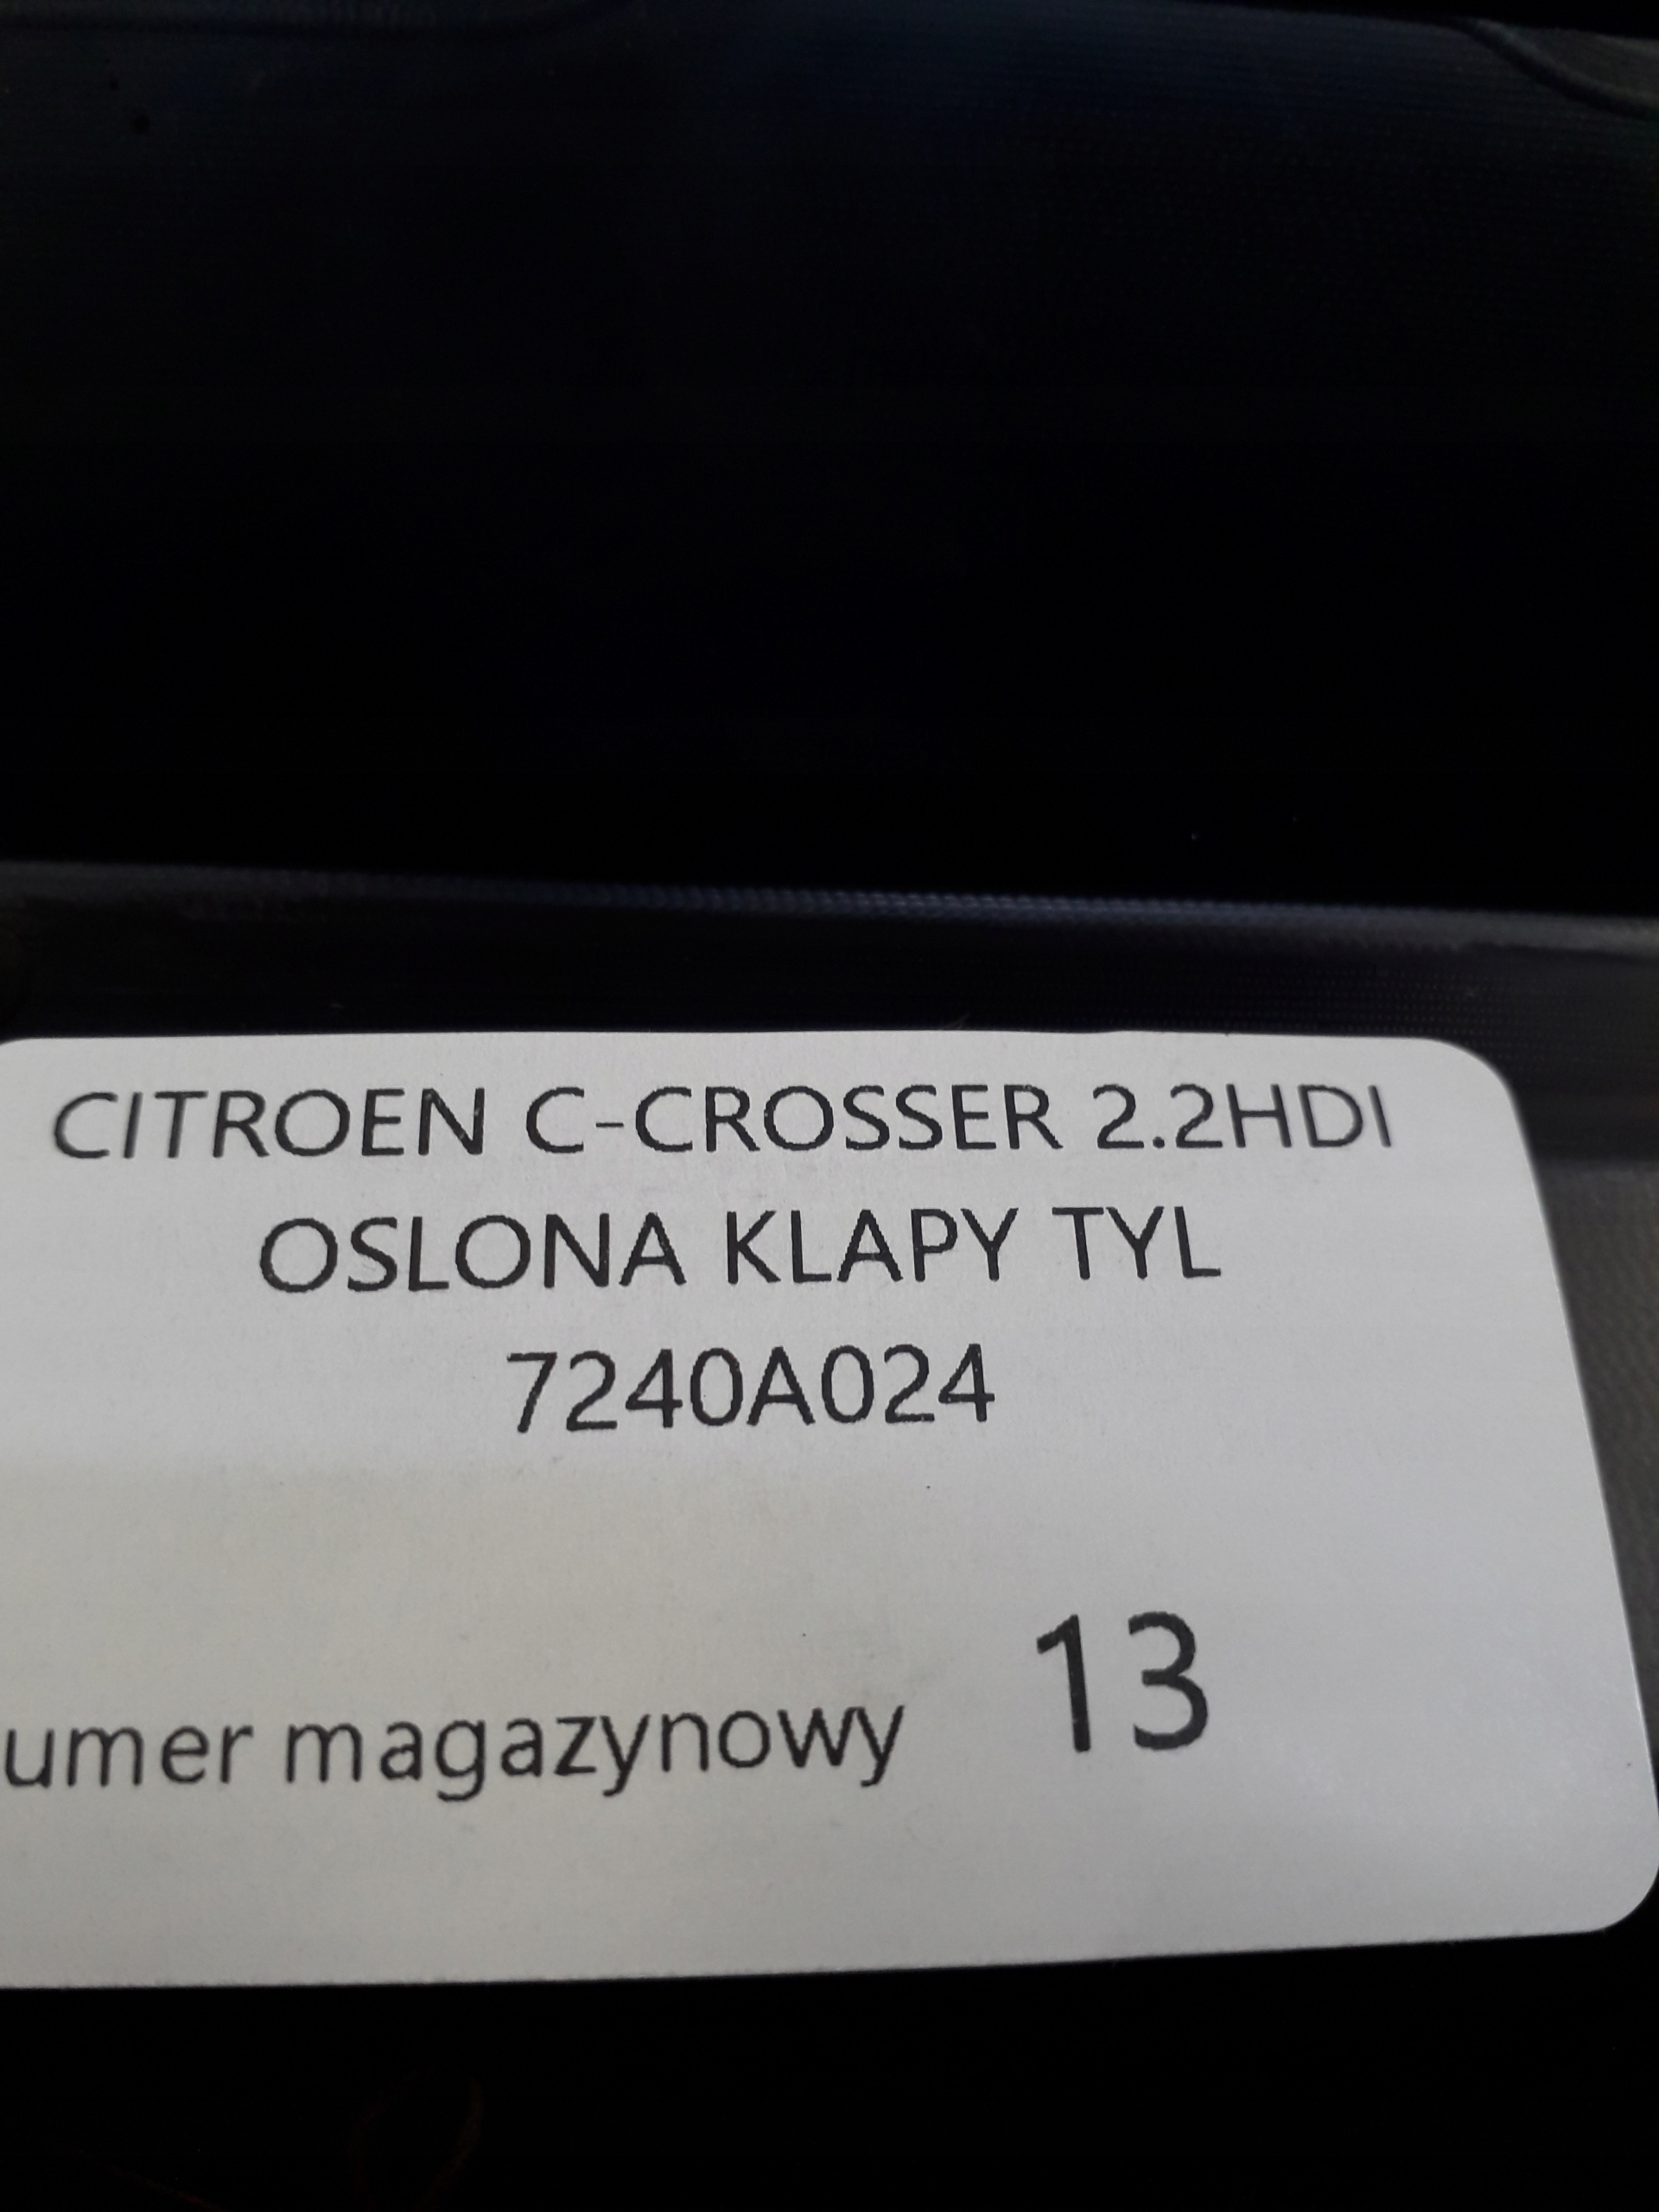 CITROEN C-CROSSER 2.2HDI
OSLONA KLAPY TYL
7240A024
umer magazynowy 13